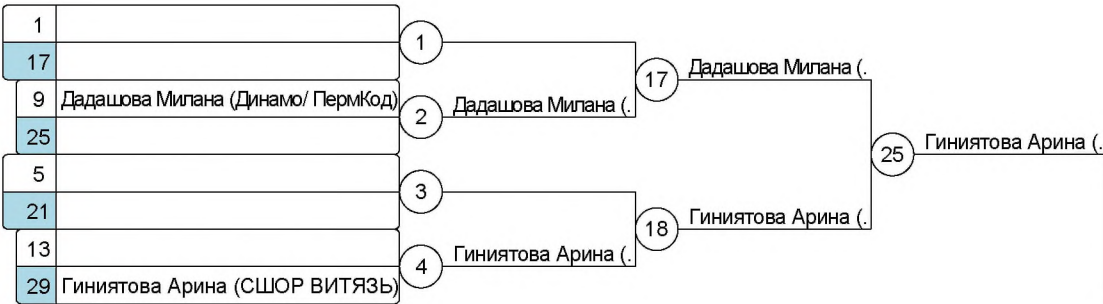 1
1
17
17
Дадашова Милана (.
9 Дадашова Милана (Динамо/ ПермКод)
2
Дадашова Милана (.
25
25
Гиниятова Арина (.
5
3
21
18
Гиниятова Арина (.
13
4
Гиниятова Арина (.
29 Гиниятова Арина (СШОР ВИТЯЗЬ)